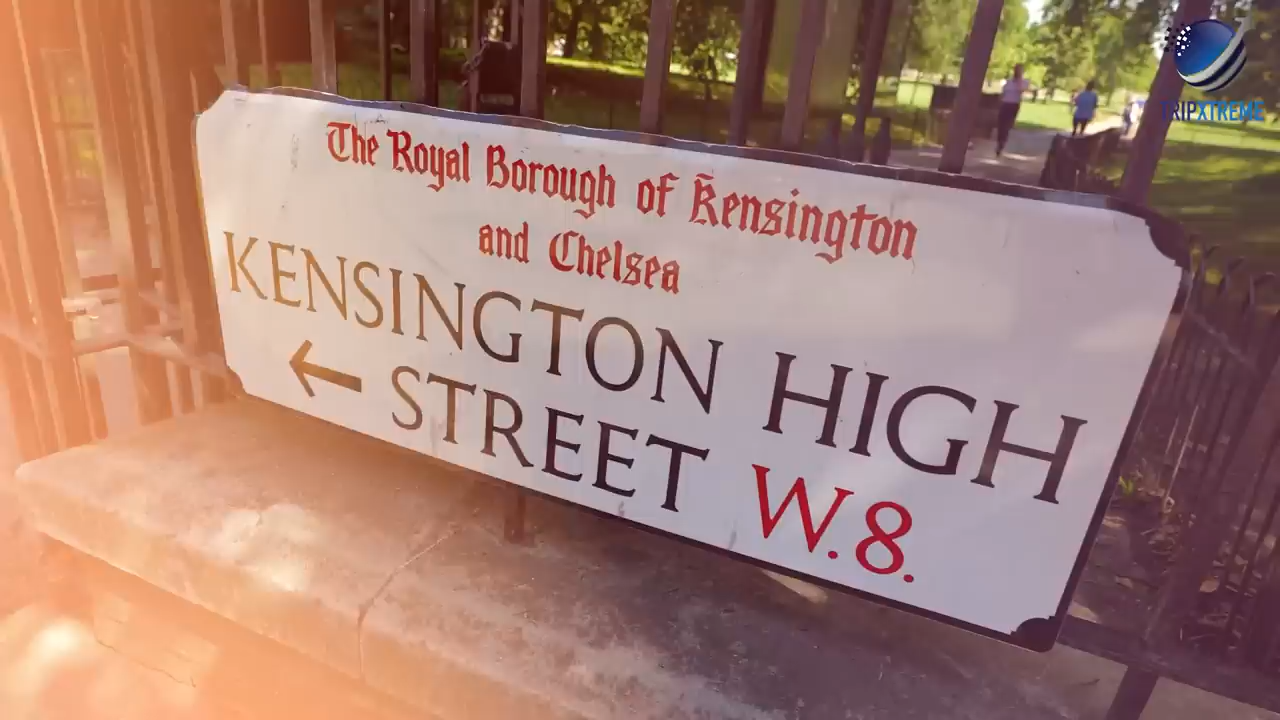 The Royal Borough of Kensington
and Chelsea
KENSINGTON HIGH
← STREET W.8.
TRIPXTREME